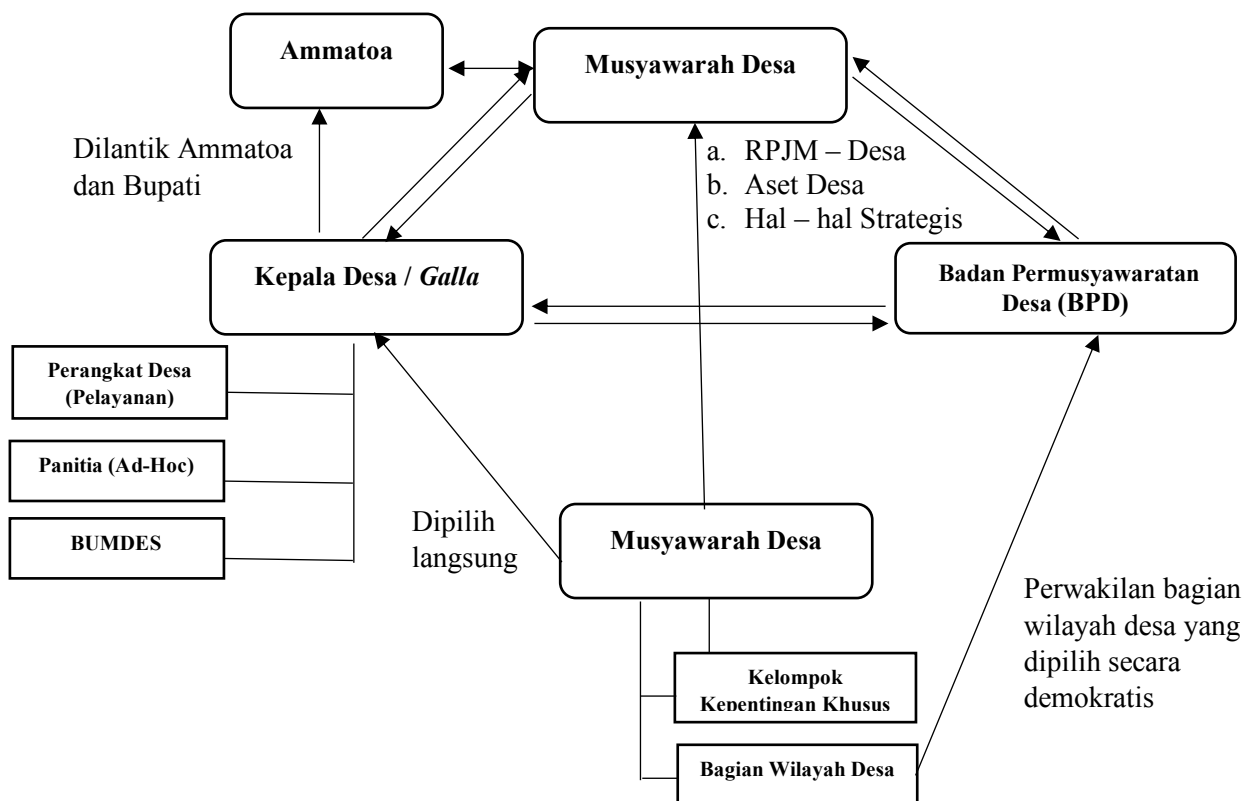 Ammatoa
Musyawarah Desa
Dilantik Ammatoa
dan Bupati
a. RPJM – Desa
b. Aset Desa
c. Hal – hal Strategis
Kepala Desa / Galla
Badan Permusyawaratan
Desa (BPD)
Perangkat Desa
(Pelayanan)
Panitia (Ad-Hoc)
BUMDES
Dipilih
langsung
Musyawarah Desa
Perwakilan bagian
wilayah desa yang
dipilih secara
demokratis
Kelompok
Kepentingan Khusus
Bagian Wilayah Desa